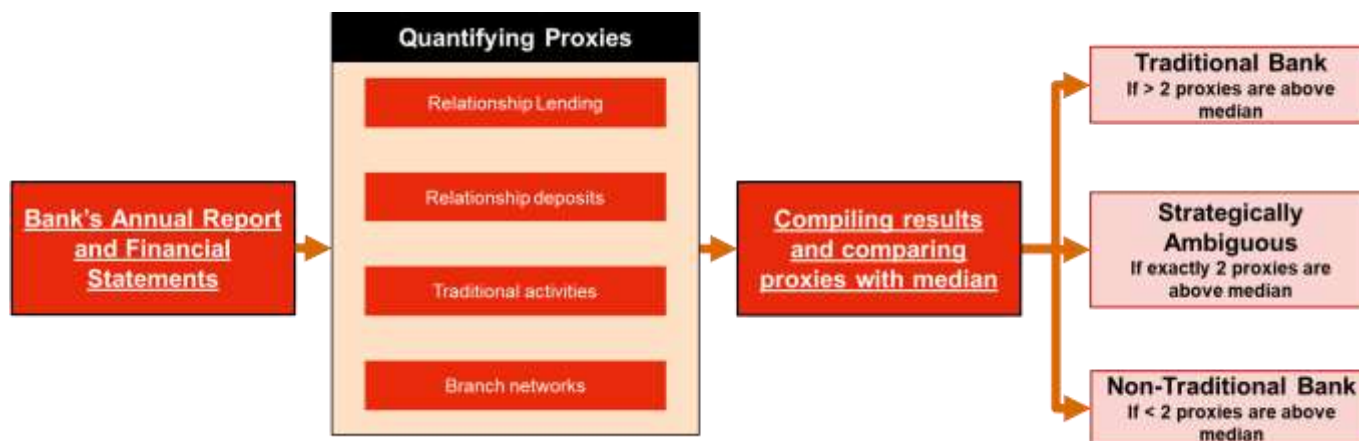 Quantifying Proxies
Relationship Lending
Relationship deposits
Traditional activities
Branch networks
Bank's Annual Report
and Financial
Statements
Compiling results
and comparing
proxies with median
Traditional Bank
If > 2 proxies are above
median
Strategically
Ambiguous
If exactly 2 proxies are
above median
Non-Traditional Bank
If < 2 proxies are above
median